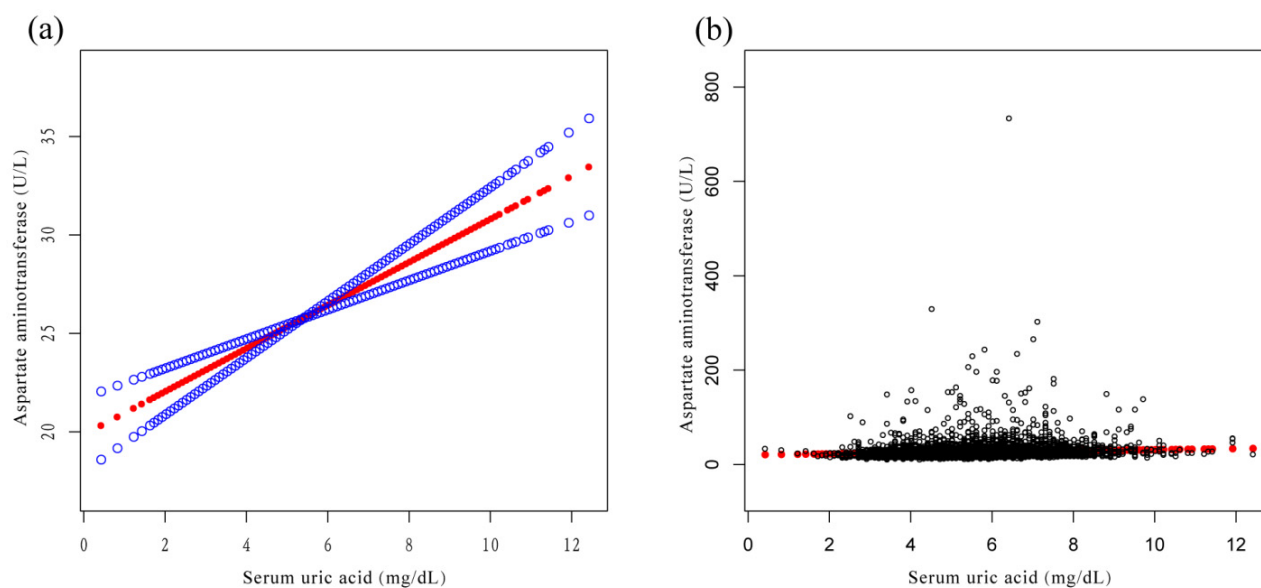 (a)
Aspartate aminotransferase (U/L)
35
30
25
20
0 2 4 6 8 10 12
Serum uric acid (mg/dL)
(b)
Aspartate aminotransferase (U/L)
800
600
400
200
0
0 2 4 6 8 10 12
Serum uric acid (mg/dL)